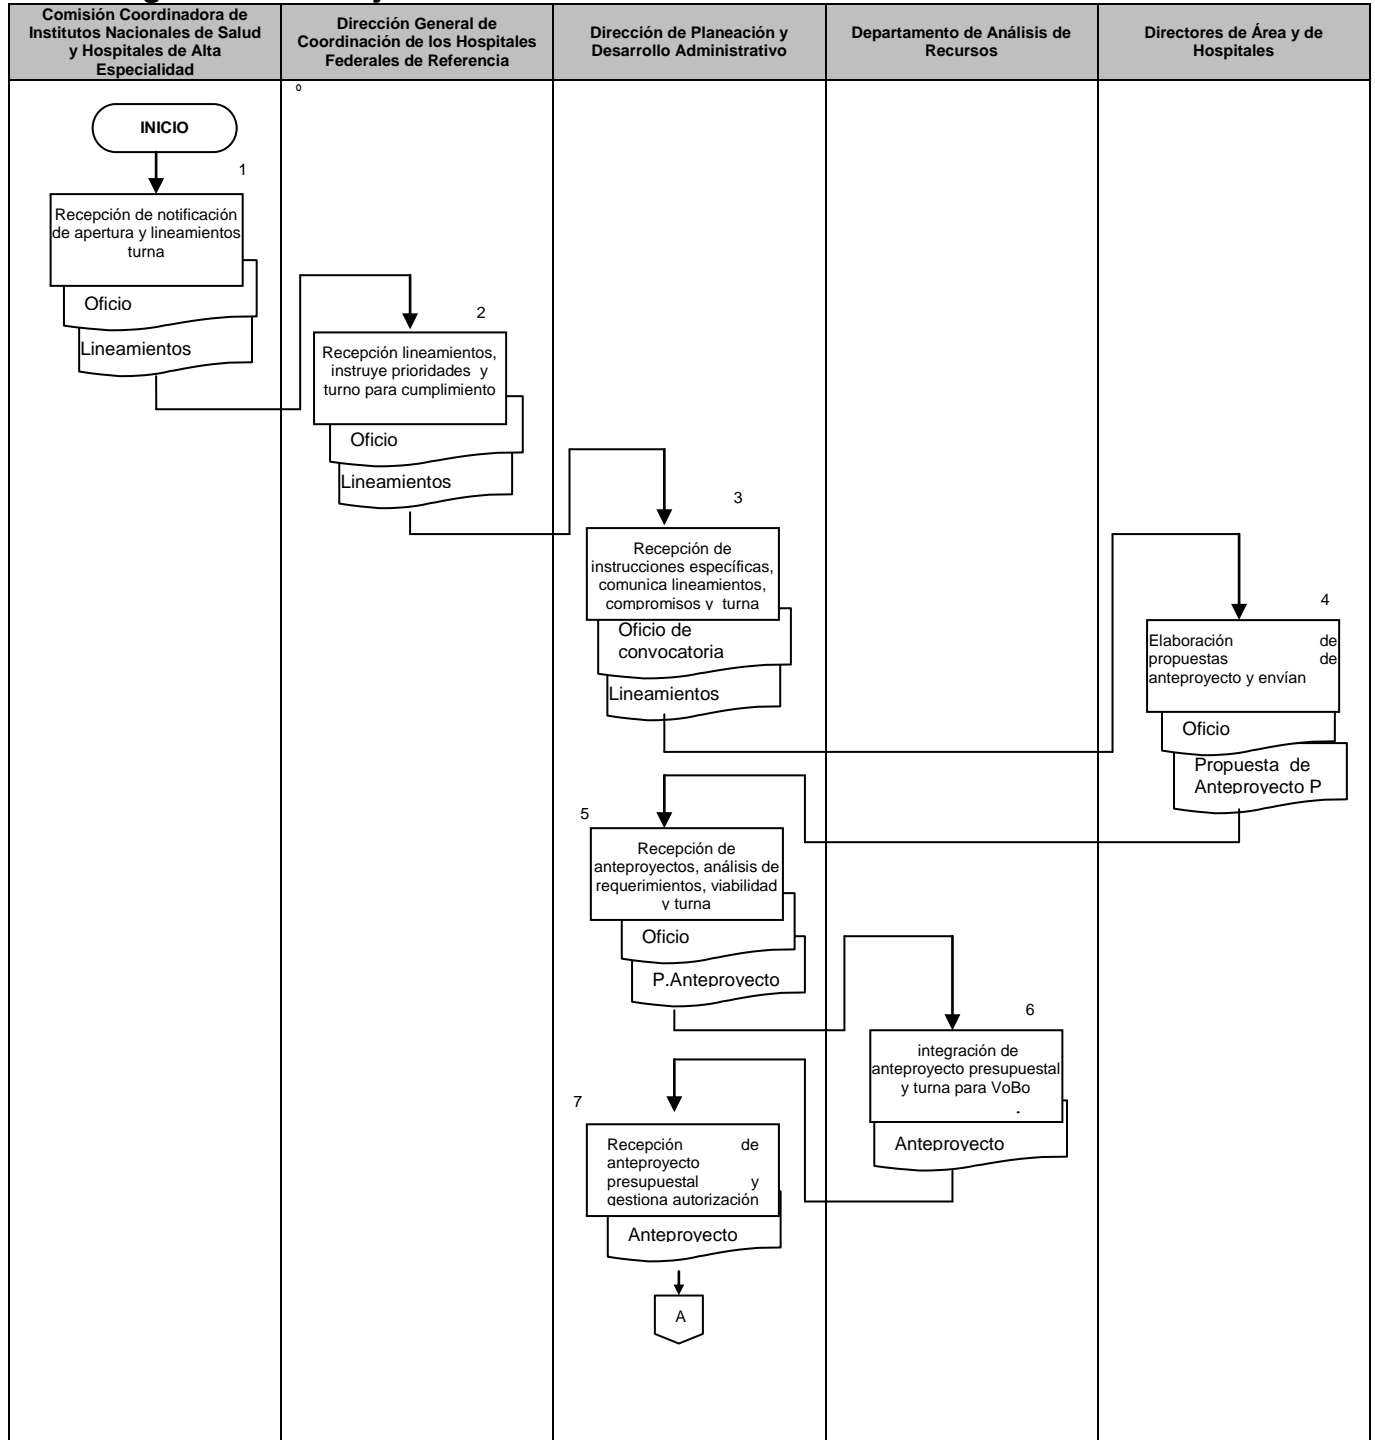 Comisión Coordinadora de
Institutos Nacionales de Salud
y Hospitales de Alta
Especialidad
Dirección General de
Coordinación de los Hospitales
Federales de Referencia
Dirección de Planeación y
Desarrollo Administrativo
Departamento de Análisis de
Recursos
Directores de Área y de
Hospitales
o
INICIO
1
Recepción de notificación
de apertura y lineamientos
turna
Oficio
Lineamientos
2
Recepción lineamientos,
instruye prioridades y
turno para cumplimiento
Oficio
Lineamientos
3
Recepción de
instrucciones específicas,
comunica lineamientos,
compromisos y turna
Oficio de
convocatoria
Lineamientos
4
Elaboración de
propuestas de
anteproyecto y envían
Oficio
Propuesta de
Anteproyecto P
5
Recepción de
anteproyectos, análisis de
requerimientos, viabilidad
y turna
Oficio
P.Anteproyecto
6
integración de
anteproyecto presupuestal
y turna para VoBo
.
Anteproyecto
7
Recepción de
anteproyecto
presupuestal y
gestiona autorización
Anteproyecto
A